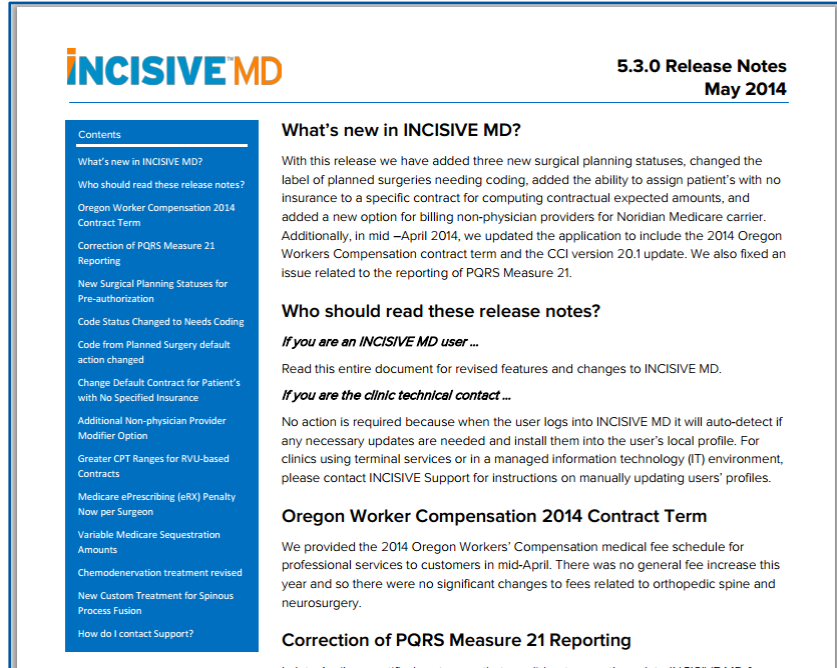 INCISIVE™MD
5.3.0 Release Notes
May 2014
Contents
What's new in INCISIVE MD?
Who should read these release notes?
Oregon Worker Compensation 2014
Contract Term
Correction of PQRS Measure 21
Reporting
New Surgical Planning Statuses for
Pre-authorization
Code Status Changed to Needs Coding
Code from Planned Surgery default
action changed
Change Default Contract for Patient's
with No Specified Insurance
Additional Non-physician Provider
Modifier Option
Greater CPT Ranges for RVU-based
Contracts
Medicare ePrescribing (eRX) Penalty
Now per Surgeon
Variable Medicare Sequestration
Amounts
Chemodenervation treatment revised
New Custom Treatment for Spinous
Process Fusion
How do I contact Support?
What's new in INCISIVE MD?
With this release we have added three new surgical planning statuses, changed the
label of planned surgeries needing coding, added the ability to assign patient's with no
insurance to a specific contract for computing contractual expected amounts, and
added a new option for billing non-physician providers for Noridian Medicare carrier.
Additionally, in mid –April 2014, we updated the application to include the 2014 Oregon
Workers Compensation contract term and the CCI version 20.1 update. We also fixed an
issue related to the reporting of PQRS Measure 21.
Who should read these release notes?
If you are an INCISIVE MD user ...
Read this entire document for revised features and changes to INCISIVE MD.
If you are the clinic technical contact ...
No action is required because when the user logs into INCISIVE MD it will auto-detect if
any necessary updates are needed and install them into the user's local profile. For
clinics using terminal services or in a managed information technology (IT) environment,
please contact INCISIVE Support for instructions on manually updating users' profiles.
Oregon Worker Compensation 2014 Contract Term
We provided the 2014 Oregon Workers' Compensation medical fee schedule for
professional services to customers in mid-April. There was no general fee increase this
year and so there were no significant changes to fees related to orthopedic spine and
neurosurgery.
Correction of PQRS Measure 21 Reporting